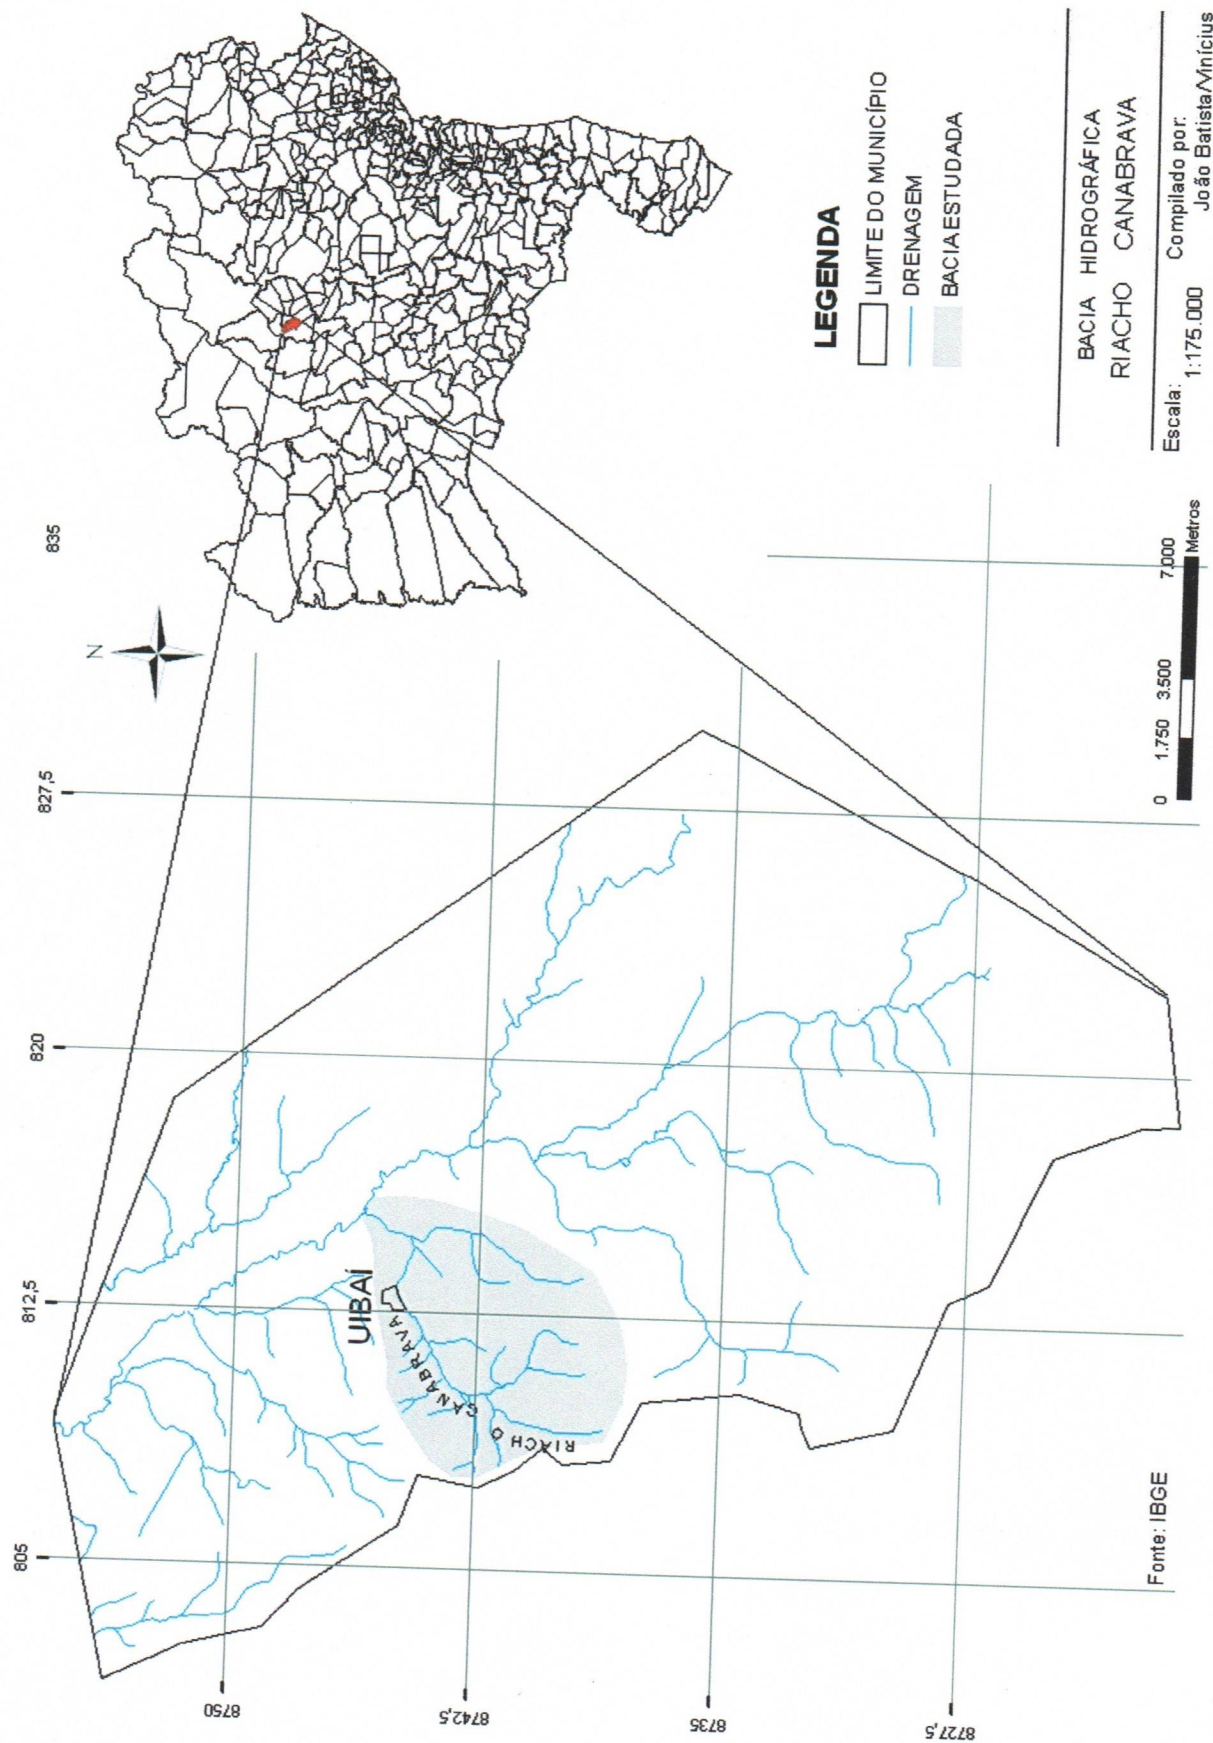 835
827,5
820
812,5
805
8750
8742,5
8735
8727,5
N
UIBAÍ
RIACHO CANABRAVA
LEGENDA
LIMITE DO MUNICÍPIO
DRENAGEM
BACIA ESTUDADA
BACIA HIDROGRÁFICA
RIACHO CANABRAVA
Escala:
1:175.000
Compilado por:
João Batista/Vinícius
0 1.750 3.500 7.000
Metros
Fonte: IBGE